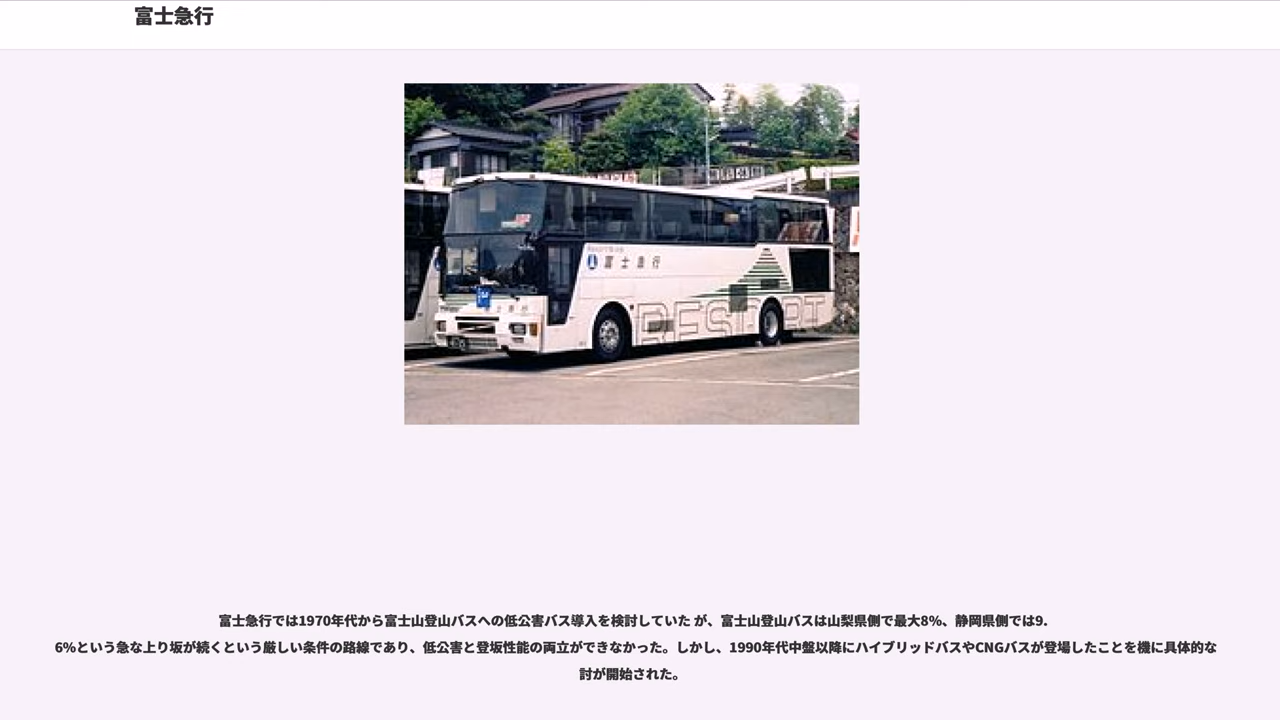 富士急行
富士急行
RESORT
富士急行では1970年代から富士山登山バスへの低公害バス導入を検討していた が、富士山登山バスは山梨県側で最大8%、静岡県側では9.
6%という急な上り坂が続くという厳しい条件の路線であり、低公害と登坂性能の両立ができなかった。しかし、1990年代中盤以降にハイブリッドバスやCNGバスが登場したことを機に具体的な
討が開始された。